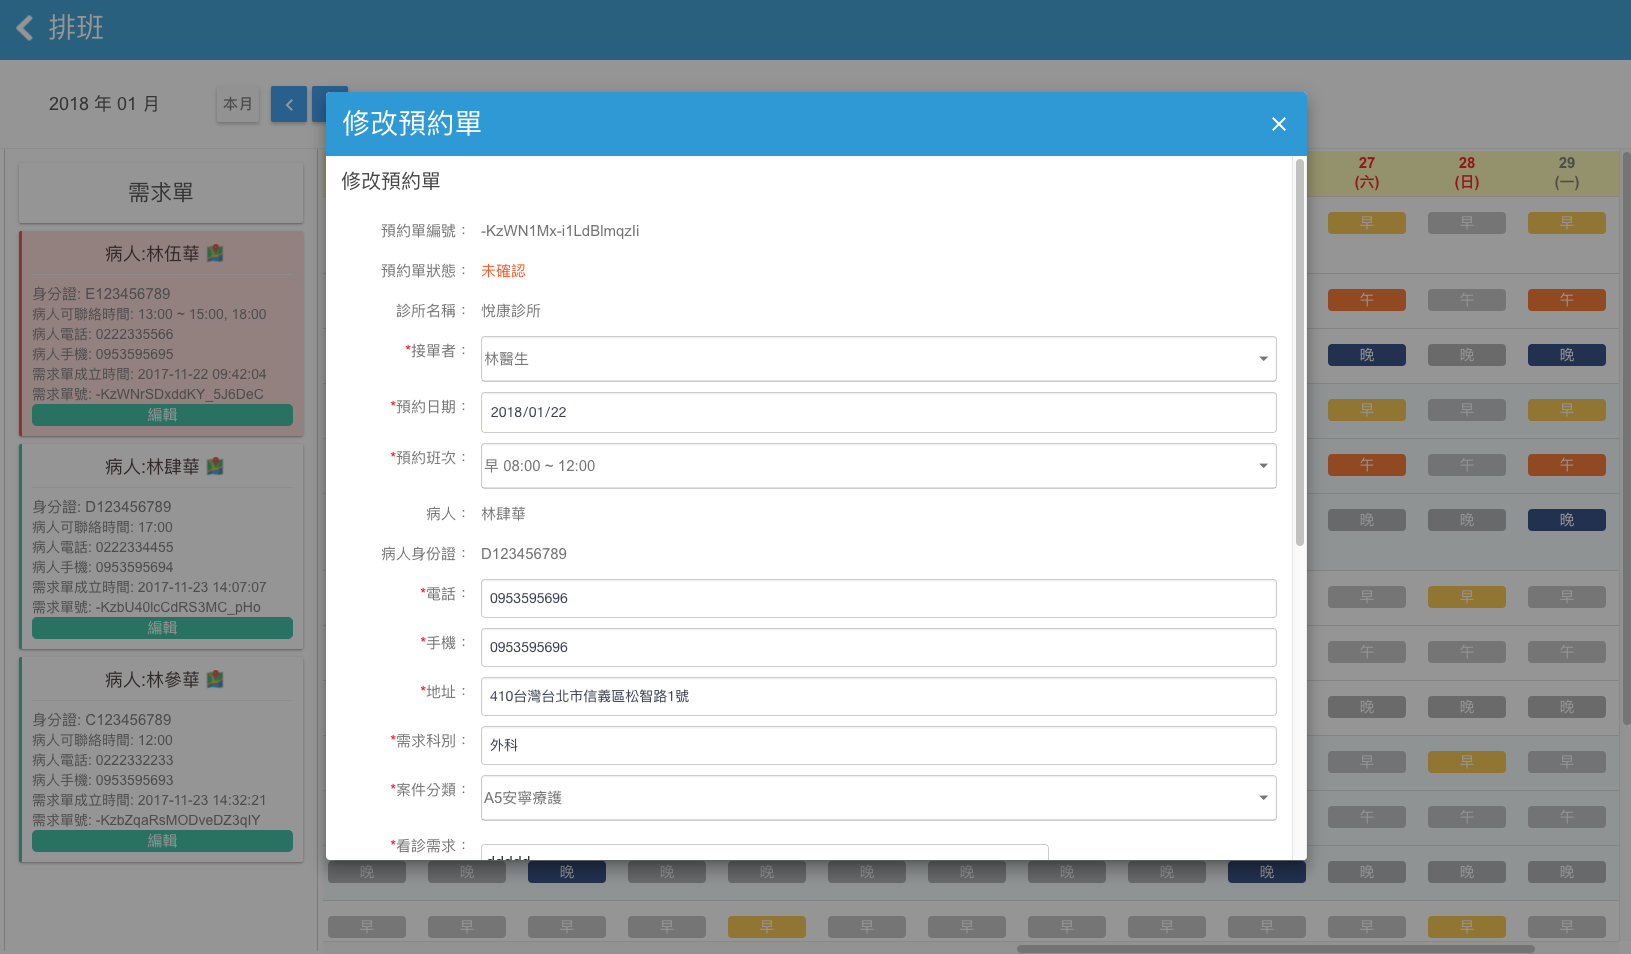 排班
2018 年 01 月
本月
需求單
病人:林伍華
身分證: E123456789
病人可聯絡時間: 13:00 ~ 15:00, 18:00
病人電話: 0222335566
病人手機: 0953595695
需求單成立時間: 2017-11-22 09:42:04
需求單號: -KzWNrSDxddKY_5J6DeC
編輯
病人:林肆華
身分證: D123456789
病人可聯絡時間: 17:00
病人電話: 0222334455
病人手機: 0953595694
需求單成立時間: 2017-11-23 14:07:07
需求單號: -KzbU40lcCdRS3MC_pHo
編輯
病人:林參華
身分證: C123456789
病人可聯絡時間: 12:00
病人電話: 0222332233
病人手機: 0953595693
需求單成立時間: 2017-11-23 14:32:21
需求單號: -KzbZqaRsMODveDZ3qlY
編輯
修改預約單
修改預約單
預約單編號： -KzWN1Mx-i1LdBlmqzIi
預約單狀態： 未確認
診所名稱： 悅康診所
*接單者： 林醫生
*預約日期： 2018/01/22
*預約班次： 早 08:00 ~ 12:00
病人： 林肆華
病人身份證： D123456789
*電話： 0953595696
*手機： 0953595696
*地址： 410台灣台北市信義區松智路1號
*需求科別： 外科
*案件分類： A5安寧療護
*看診需求： ddddd
27 28 29
(六) (日) (一)
早 早 早
午 午 午
晚 晚 晚
早 早 早
午 午 午
晚 晚 晚
早 早 早
午 午 午
晚 晚 晚
早 早 早
午 午 午
晚 晚 晚 晚 晚 晚 晚 晚 晚 晚 晚 晚 晚
早 早 早 早 早 早 早 早 早 早 早 早 早